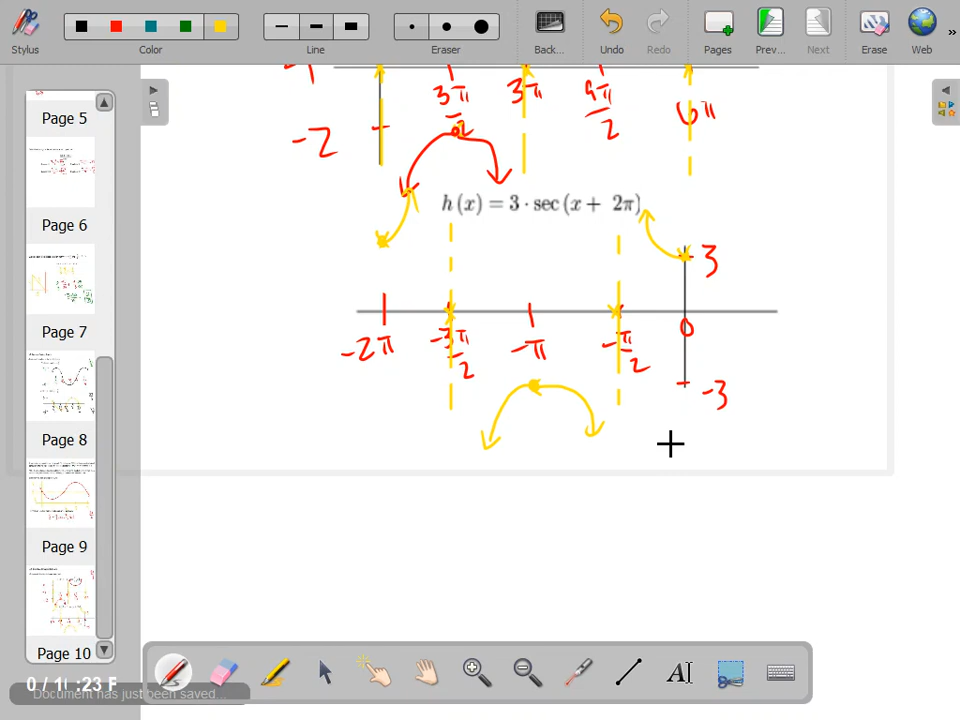 Stylus
Color
Line
Eraser
Back...
Undo
Redo
Pages
Prev...
Next
Erase
Web
»
Page 5
Page 6
Page 7
Page 8
Page 9
Page 10
-2
3π/2
3π
9π/2
6π
h(x) = 3 · sec(x + 2π)
3
-2π
-3π/2
-π
-π/2
0
-3
Document has just been saved...